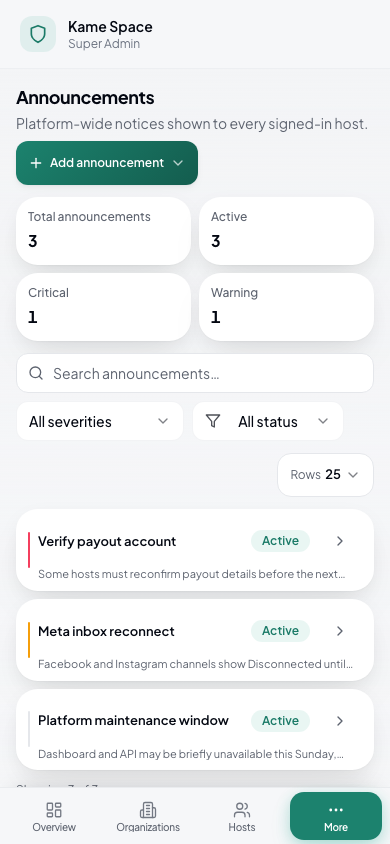 Kame Space
Super Admin
Announcements
Platform-wide notices shown to every signed-in host.
Add announcement
Total announcements
3
Active
3
Critical
1
Warning
1
Search announcements...
All severities
All status
Rows 25
Verify payout account
Active
Some hosts must reconfirm payout details before the next...
Meta inbox reconnect
Active
Facebook and Instagram channels show Disconnected until...
Platform maintenance window
Active
Dashboard and API may be briefly unavailable this Sunday,...
Overview
Organizations
Hosts
More